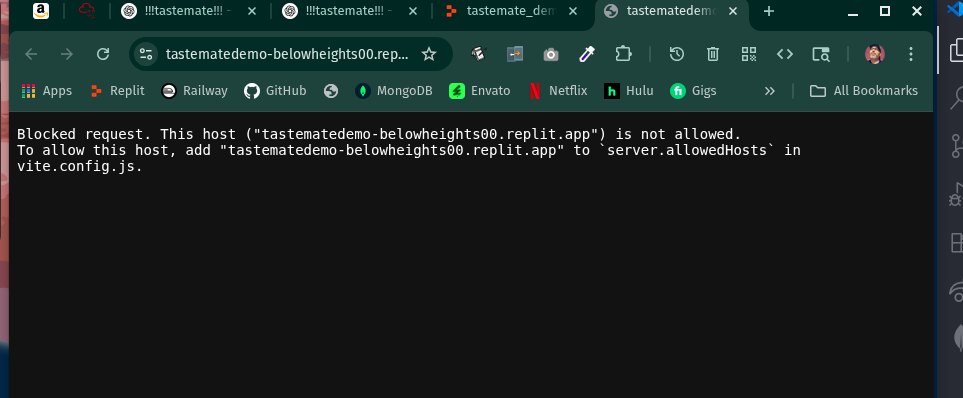 !!!tastemate!!! -
!!!tastemate!!! -
tastemate_den
tastematedemo
tastematedemo-belowheights00.rep...
Apps
Replit
Railway
GitHub
MongoDB
Envato
Netflix
Hulu
Gigs
All Bookmarks
Blocked request. This host ("tastematedemo-belowheights00.replit.app") is not allowed.
To allow this host, add "tastematedemo-belowheights00.replit.app" to `server.allowedHosts` in
vite.config.js.